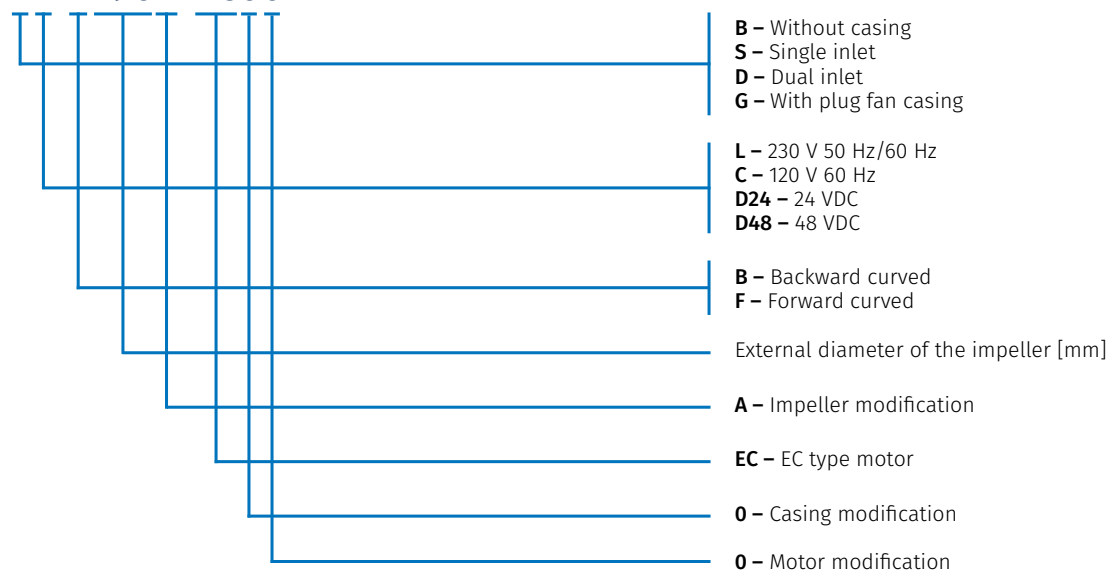 B – Without casing
S – Single inlet
D – Dual inlet
G – With plug fan casing
L – 230 V 50 Hz/60 Hz
C – 120 V 60 Hz
D24 – 24 VDC
D48 – 48 VDC
B – Backward curved
F – Forward curved
External diameter of the impeller [mm]
A – Impeller modification
EC – EC type motor
0 – Casing modification
0 – Motor modification